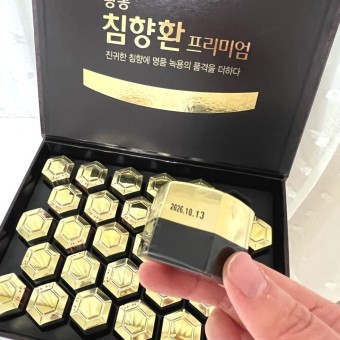 침향환 프리미엄
진귀한 침향에 명품 녹용의 품격을 더하다
2026.10.13